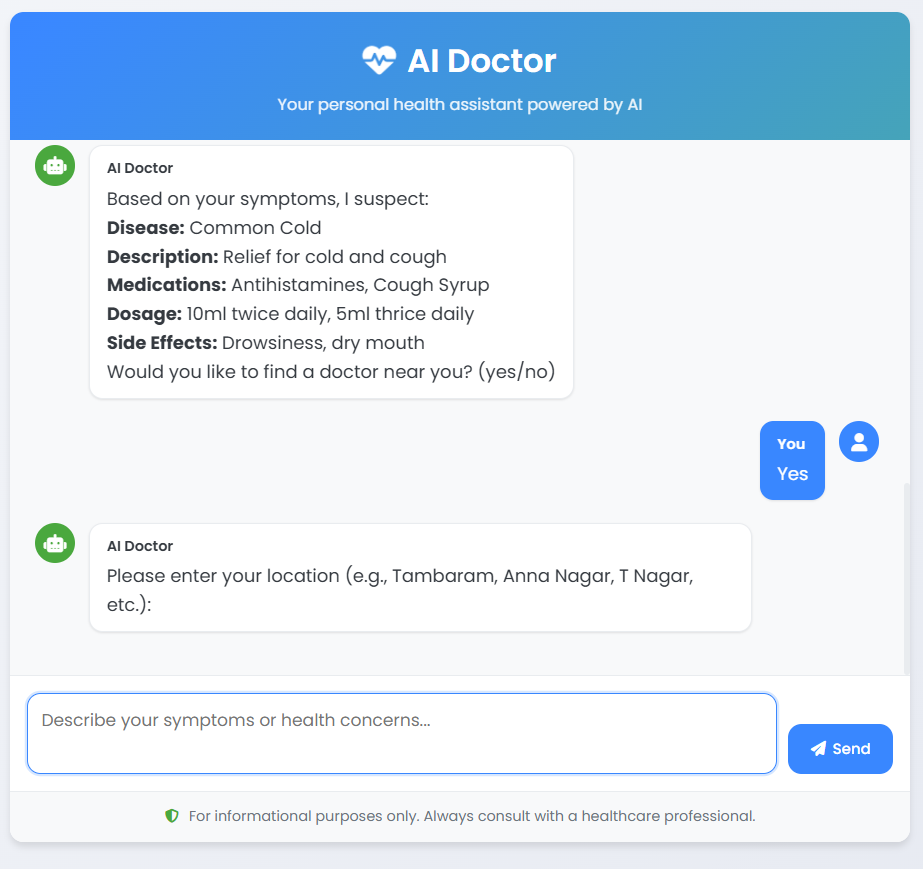 AI Doctor
Your personal health assistant powered by AI
AI Doctor
Based on your symptoms, I suspect:
Disease: Common Cold
Description: Relief for cold and cough
Medications: Antihistamines, Cough Syrup
Dosage: 10ml twice daily, 5ml thrice daily
Side Effects: Drowsiness, dry mouth
Would you like to find a doctor near you? (yes/no)
You
Yes
AI Doctor
Please enter your location (e.g., Tambaram, Anna Nagar, T Nagar,
etc.):
Describe your symptoms or health concerns...
Send
For informational purposes only. Always consult with a healthcare professional.